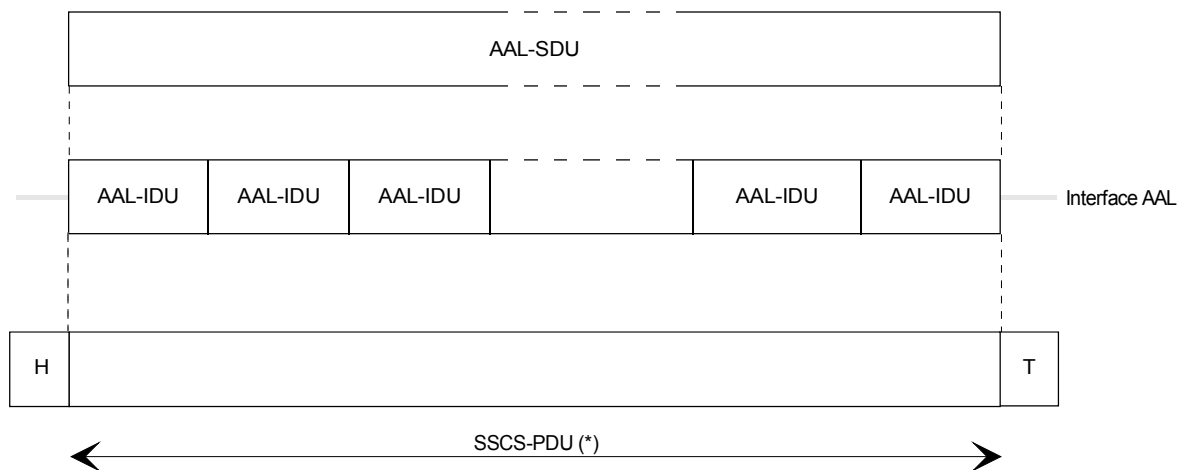 AAL-SDU
AAL-IDU AAL-IDU AAL-IDU AAL-IDU AAL-IDU Interface AAL
H T
SSCS-PDU (*)